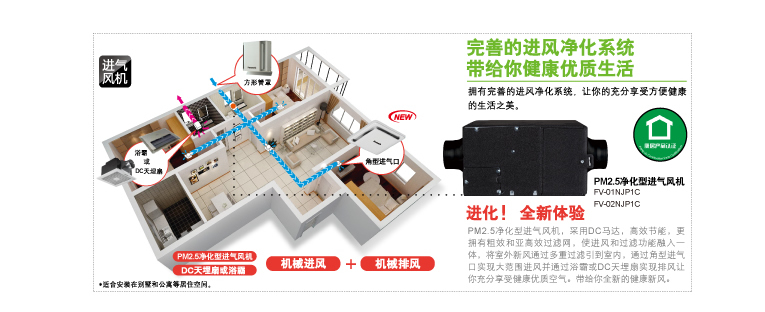 进气
风机
方形管罩
NEW
浴霸
或
DC天埋扇
角型进气口
PM2.5净化型进气风机
DC天埋扇或浴霸
机械进风 + 机械排风
*适合安装在别墅和公寓等居住空间。
完善的进风净化系统
带给你健康优质生活
拥有完善的进风净化系统，让你的充分享受方便健康
的生活之美。
PM2.5净化型进气风机
FV-01NJP1C
FV-02NJP1C
进化！全新体验
PM2.5净化型进气风机，采用DC马达，高效节能，更
拥有粗效和亚高效过滤网，使进风和过滤功能融入一
体，将室外新风通过多重过滤引到室内，通过角型进气
口实现大范围进风并通过浴霸或DC天埋扇实现排风让
你充分享受健康优质空气。带给你全新的健康新风。